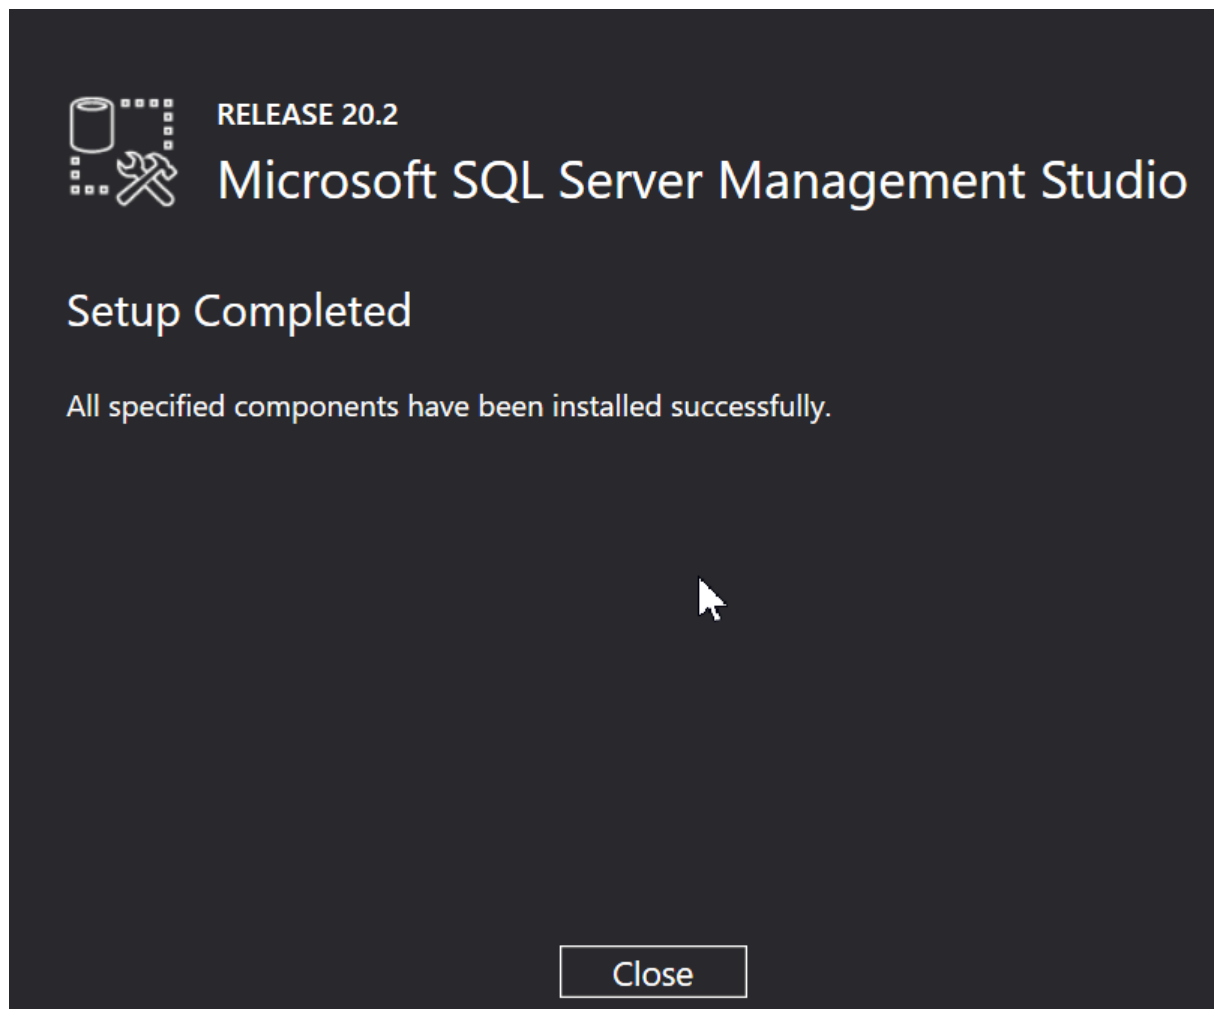 RELEASE 20.2
Microsoft SQL Server Management Studio
Setup Completed
All specified components have been installed successfully.
Close